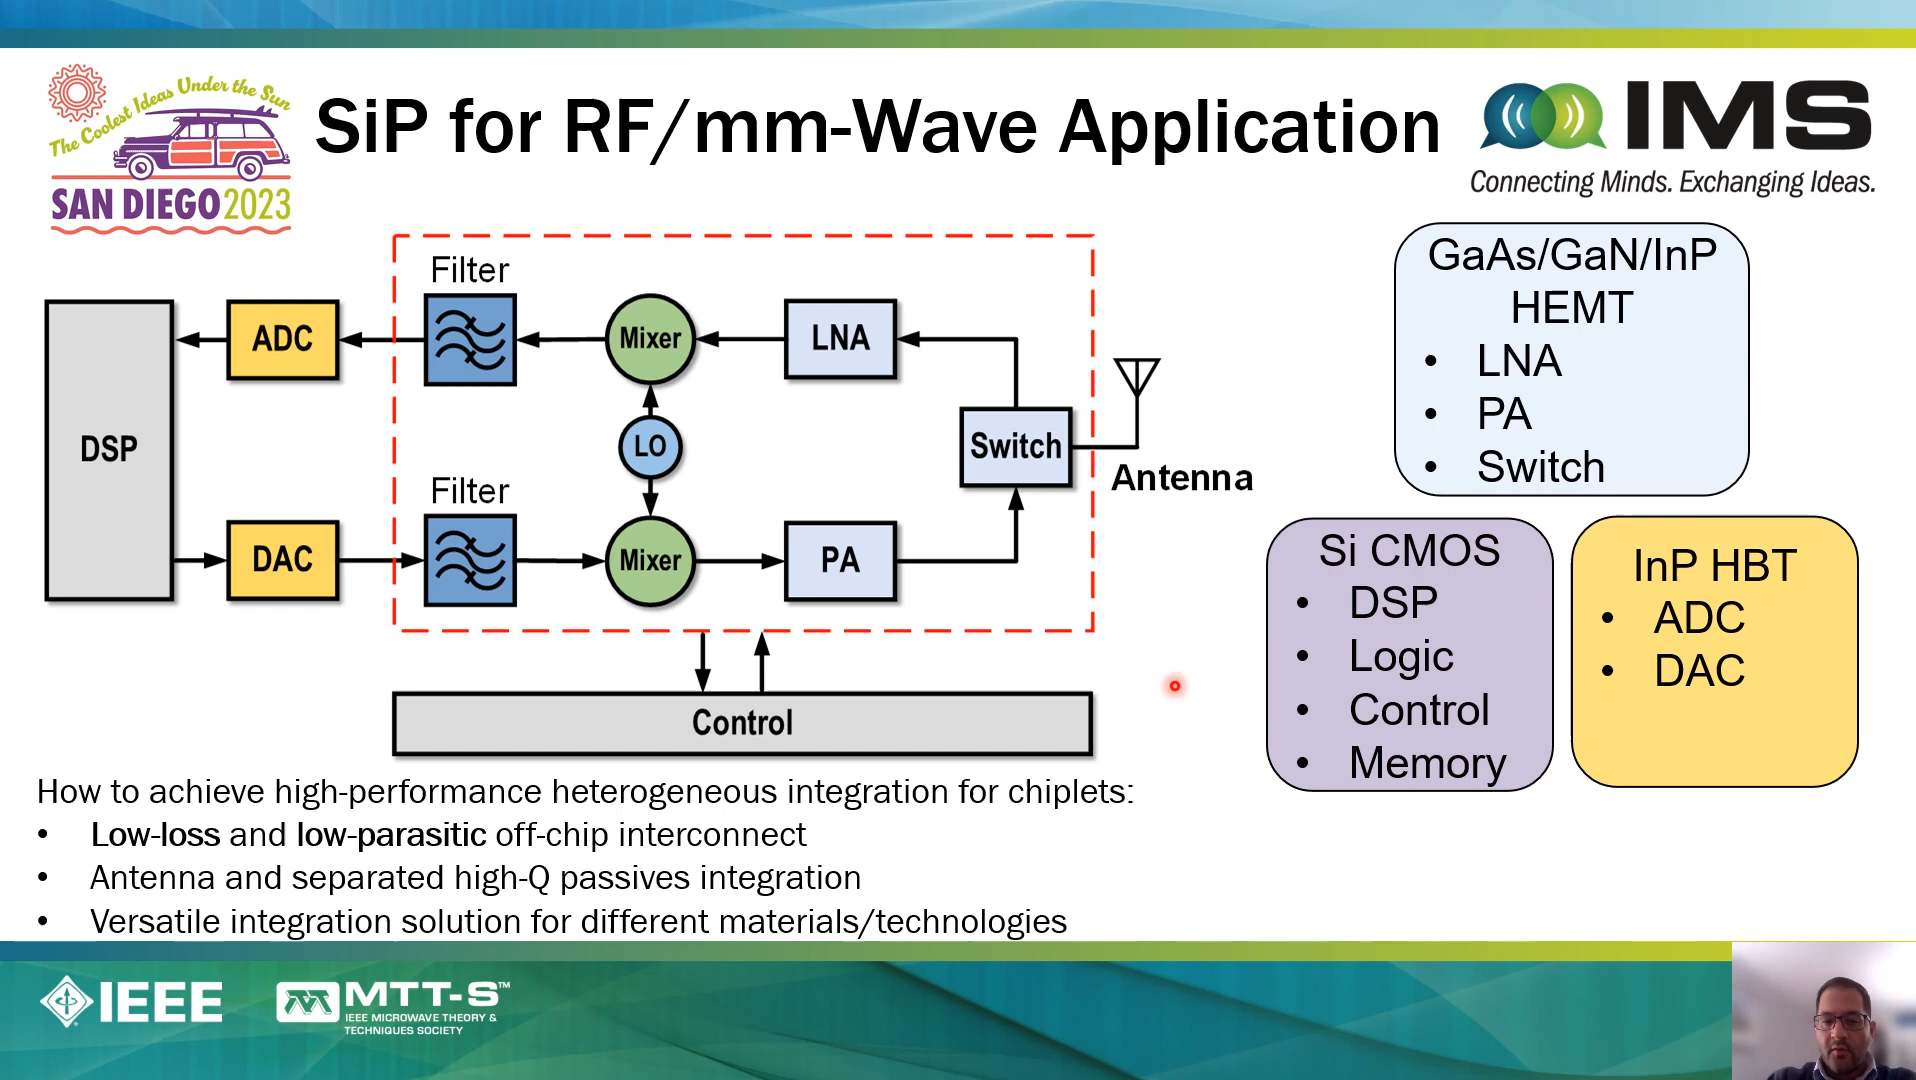 The Coolest Ideas Under the Sun
SAN DIEGO 2023
SiP for RF/mm-Wave Application
IMS
Connecting Minds. Exchanging Ideas.
Filter
DSP
ADC
Mixer
LNA
LO
Switch
Antenna
Filter
DAC
Mixer
PA
Control
GaAs/GaN/InP
HEMT
• LNA
• PA
• Switch
Si CMOS
• DSP
• Logic
• Control
• Memory
InP HBT
• ADC
• DAC
How to achieve high-performance heterogeneous integration for chiplets:
• Low-loss and low-parasitic off-chip interconnect
• Antenna and separated high-Q passives integration
• Versatile integration solution for different materials/technologies
IEEE
MTT-S™
IEEE MICROWAVE THEORY &
TECHNIQUES SOCIETY